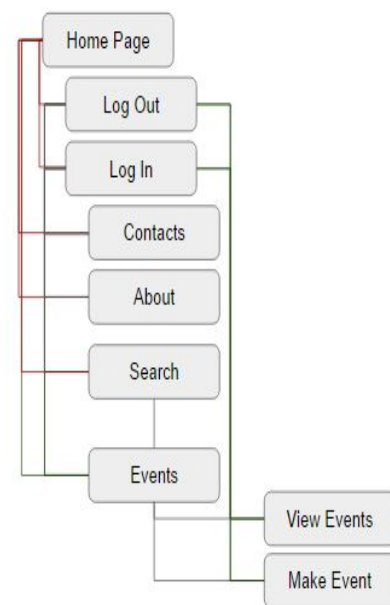 Home Page
Log Out
Log In
Contacts
About
Search
Events
View Events
Make Event